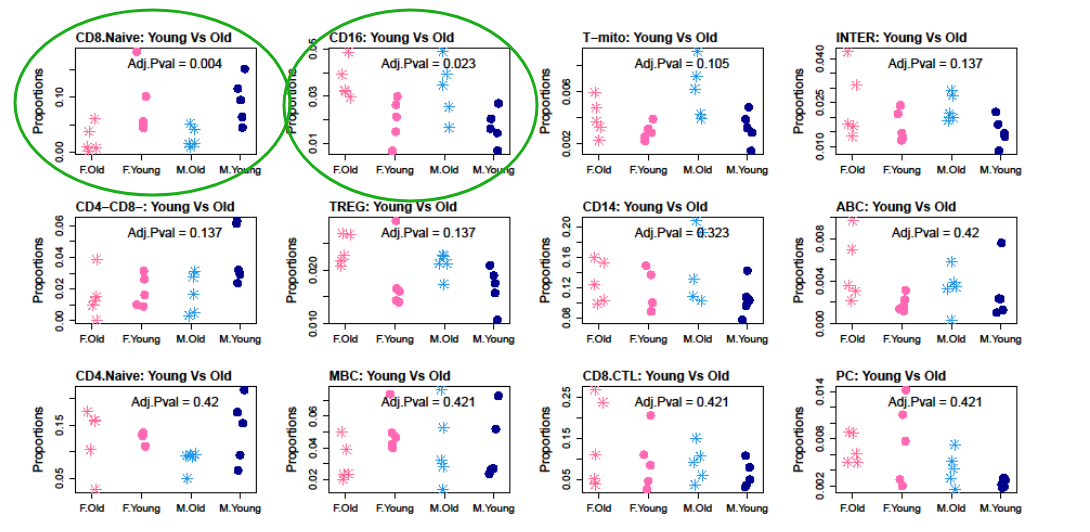 CD8.Naive: Young Vs Old
Adj.Pval = 0.004
Proportions
0.10
0.00
F.Old F.Young M.Old M.Young
CD16: Young Vs Old
Adj.Pval = 0.023
Proportions
0.05
0.03
0.01
F.Old F.Young M.Old M.Young
T−mito: Young Vs Old
Adj.Pval = 0.105
Proportions
0.006
0.002
F.Old F.Young M.Old M.Young
INTER: Young Vs Old
Adj.Pval = 0.137
Proportions
0.040
0.025
0.010
F.Old F.Young M.Old M.Young
CD4−CD8−: Young Vs Old
Adj.Pval = 0.137
Proportions
0.06
0.04
0.02
0.00
F.Old F.Young M.Old M.Young
TREG: Young Vs Old
Adj.Pval = 0.137
Proportions
0.020
0.010
F.Old F.Young M.Old M.Young
CD14: Young Vs Old
Adj.Pval = 0.323
Proportions
0.20
0.16
0.12
0.08
F.Old F.Young M.Old M.Young
ABC: Young Vs Old
Adj.Pval = 0.42
Proportions
0.008
0.004
0.000
F.Old F.Young M.Old M.Young
CD4.Naive: Young Vs Old
Adj.Pval = 0.42
Proportions
0.15
0.05
F.Old F.Young M.Old M.Young
MBC: Young Vs Old
Adj.Pval = 0.421
Proportions
0.06
0.04
0.02
F.Old F.Young M.Old M.Young
CD8.CTL: Young Vs Old
Adj.Pval = 0.421
Proportions
0.25
0.15
0.05
F.Old F.Young M.Old M.Young
PC: Young Vs Old
Adj.Pval = 0.421
Proportions
0.014
0.008
0.002
F.Old F.Young M.Old M.Young